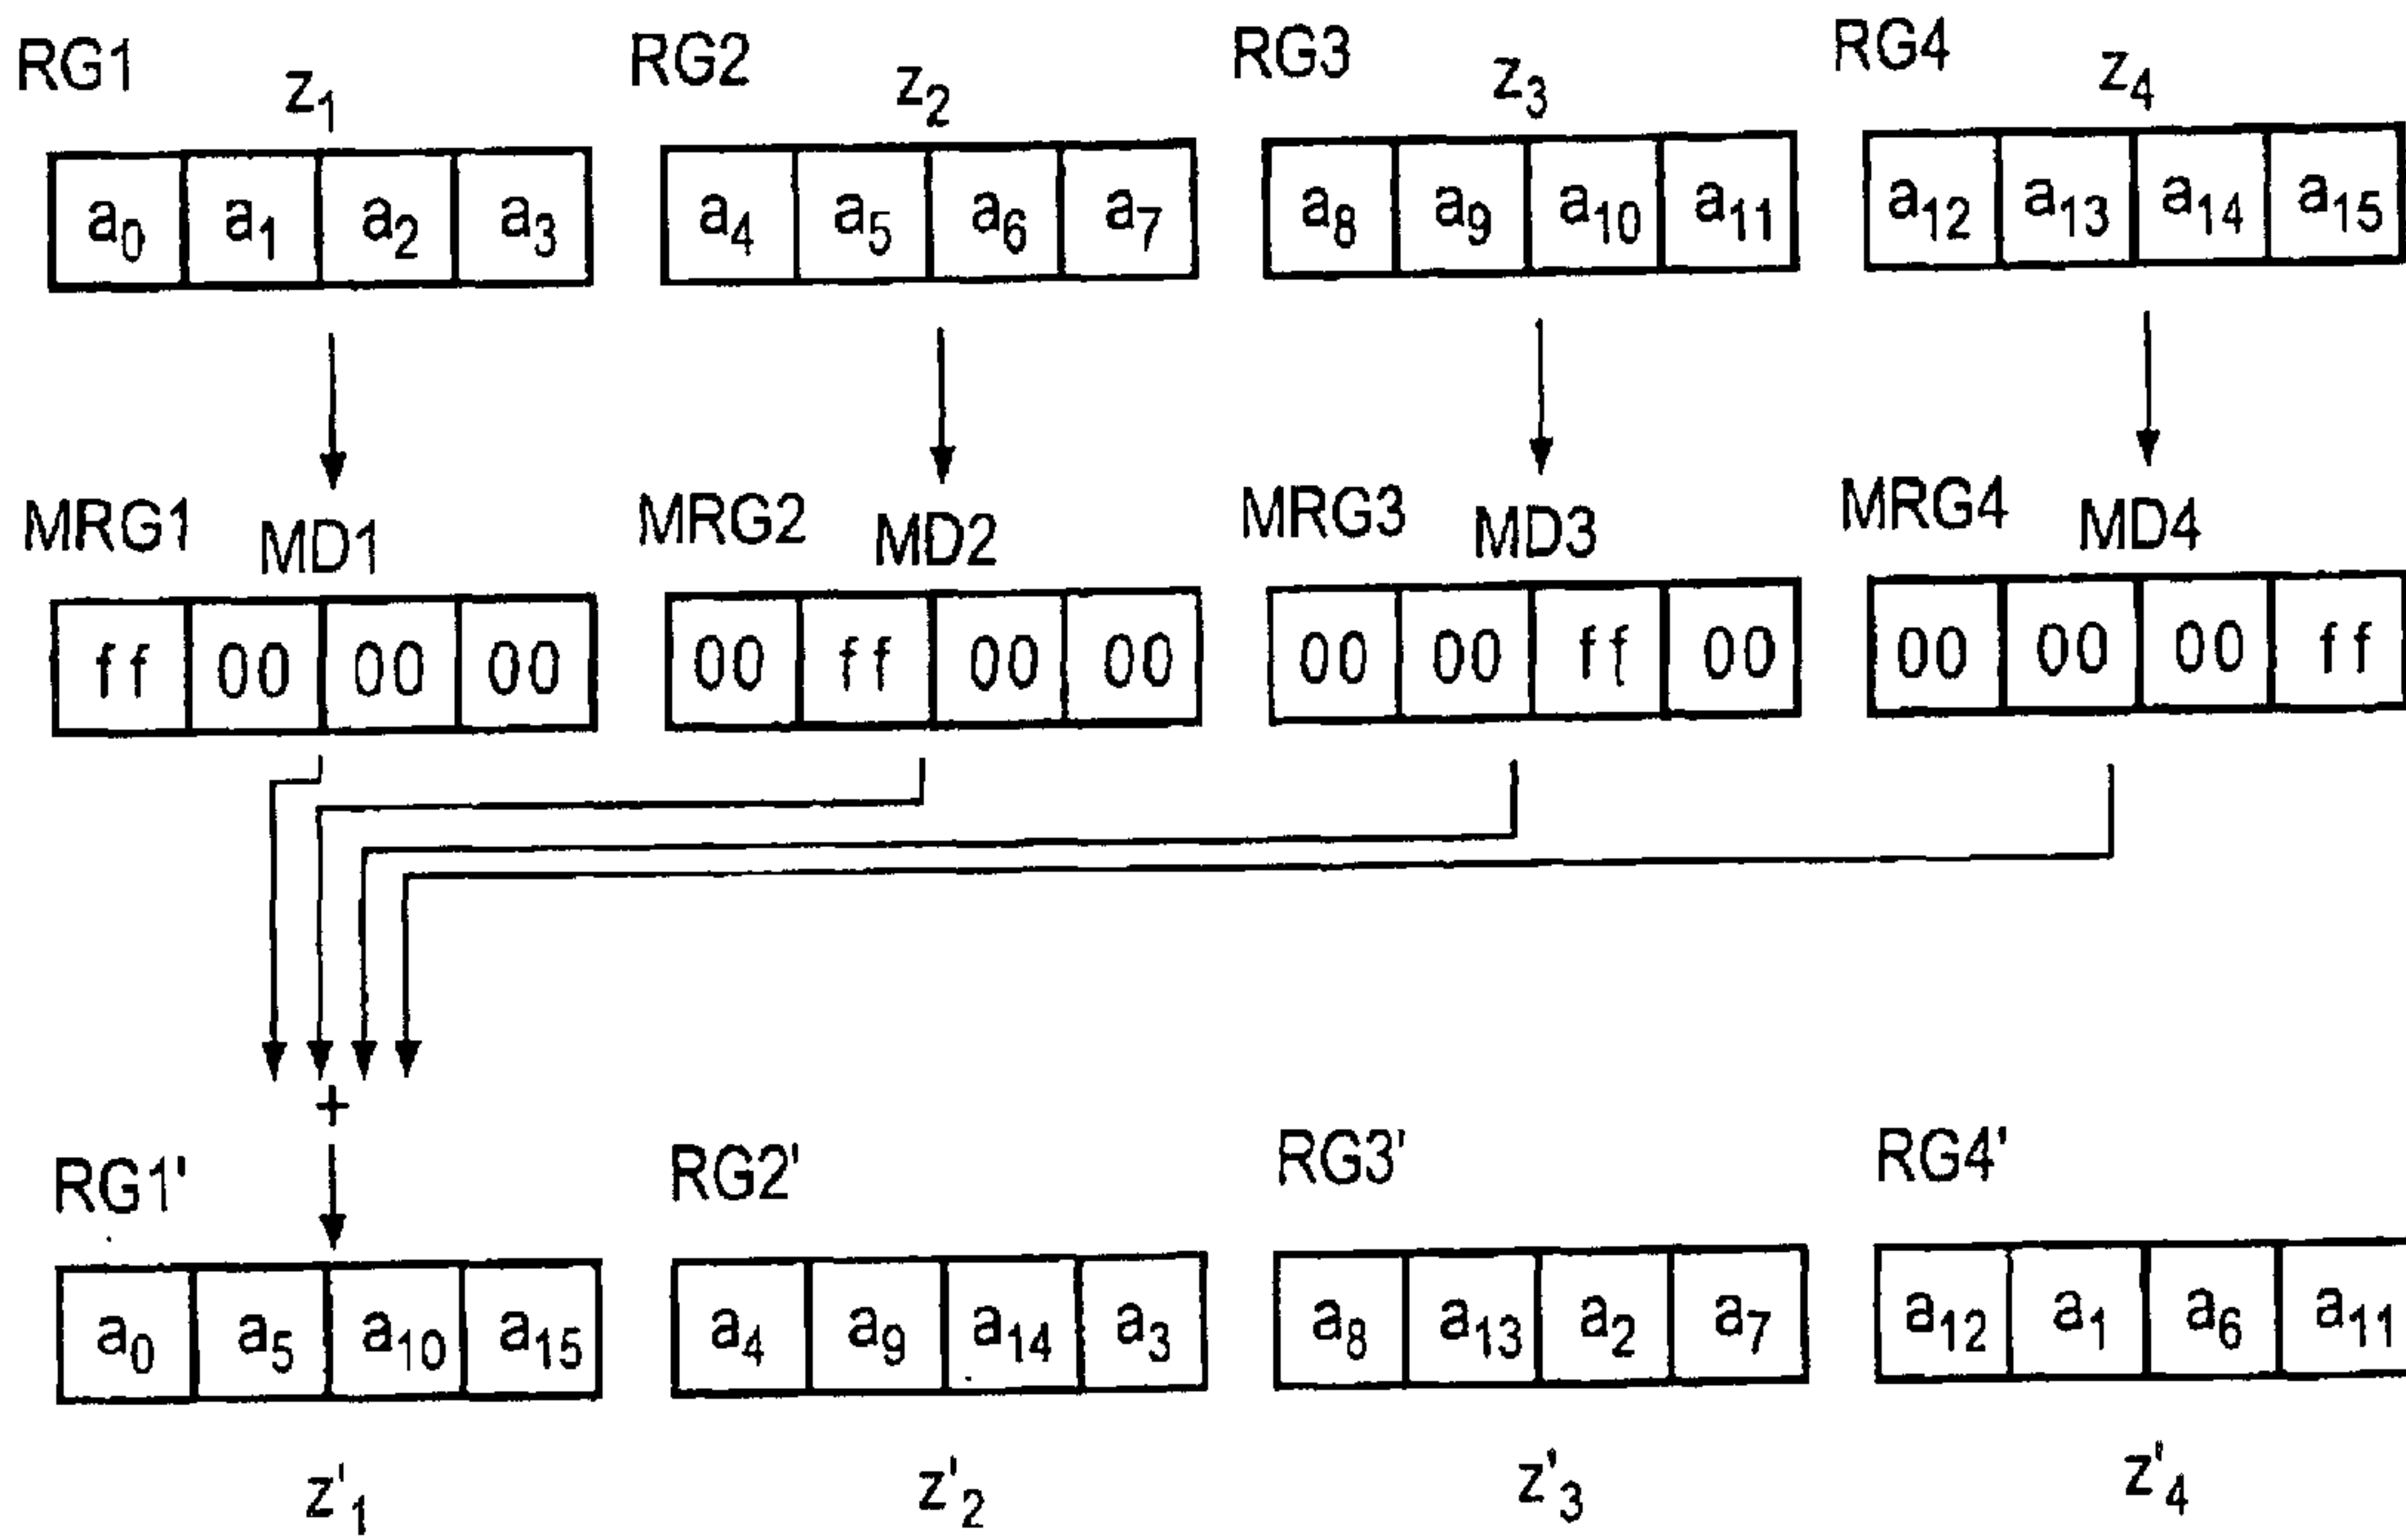 RG1 z₁ RG2 z₂ RG3 z₃ RG4 z₄
a₀ a₁ a₂ a₃ a₄ a₅ a₆ a₇ a₈ a₉ a₁₀ a₁₁ a₁₂ a₁₃ a₁₄ a₁₅
MRG1 MD1 MRG2 MD2 MRG3 MD3 MRG4 MD4
ff 00 00 00 00 ff 00 00 00 00 ff 00 00 00 00 ff
+
RG1' RG2' RG3' RG4'
a₀ a₅ a₁₀ a₁₅ a₄ a₉ a₁₄ a₃ a₈ a₁₃ a₂ a₇ a₁₂ a₁ a₆ a₁₁
z'₁ z'₂ z'₃ z'₄